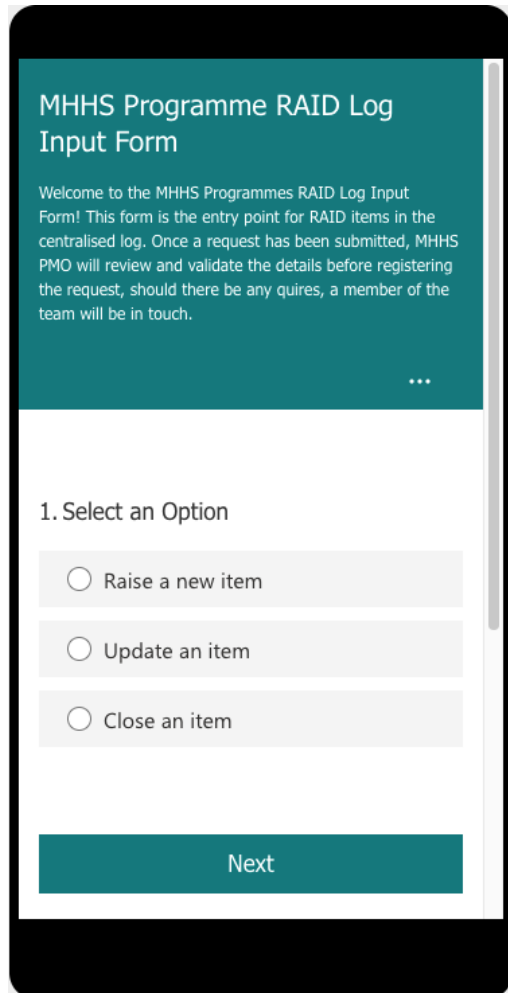 MHHS Programme RAID Log
Input Form
Welcome to the MHHS Programmes RAID Log Input
Form! This form is the entry point for RAID items in the
centralised log. Once a request has been submitted, MHHS
PMO will review and validate the details before registering
the request, should there be any quires, a member of the
team will be in touch.
...
1. Select an Option
Raise a new item
Update an item
Close an item
Next